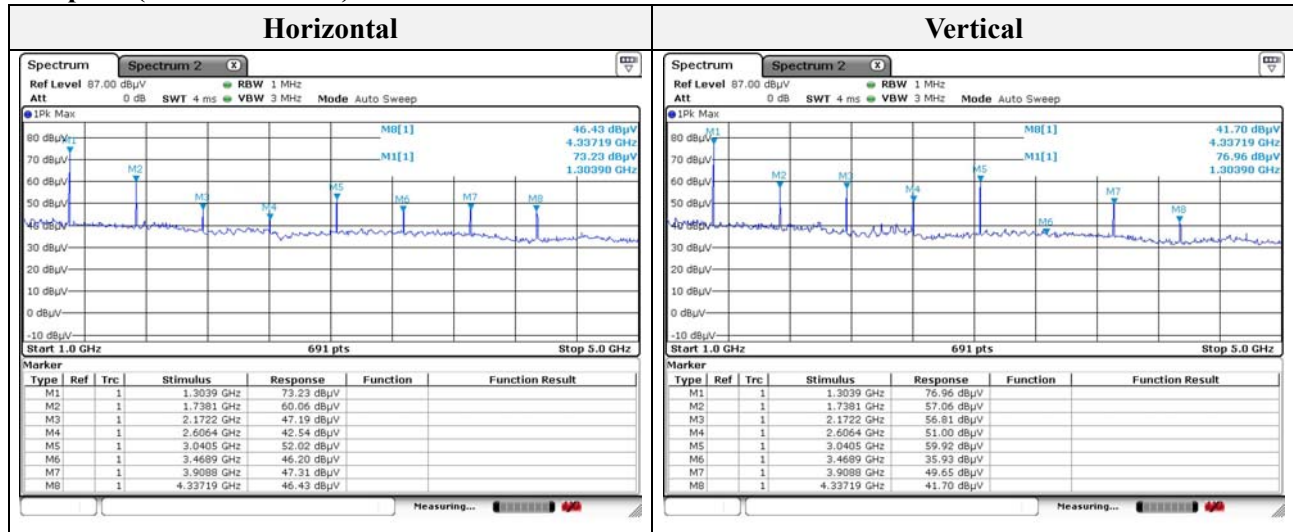 Horizontal
Vertical
Spectrum Spectrum 2 X
Ref Level 87.00 dBµV RBW 1 MHz
Att 0 dB SWT 4 ms VBW 3 MHz Mode Auto Sweep
1Pk Max
M8[1] 46.43 dBµV
4.33719 GHz
M1[1] 73.23 dBµV
1.30390 GHz
80 dBµV
M1
70 dBµV
M2
60 dBµV
M5
50 dBµV
M3
M4
M6
M7
M8
40 dBµV
30 dBµV
20 dBµV
10 dBµV
0 dBµV
-10 dBµV
Start 1.0 GHz 691 pts Stop 5.0 GHz
Marker
Type Ref Trc Stimulus Response Function Function Result
M1 1 1.3039 GHz 73.23 dBµV
M2 1 1.7381 GHz 60.06 dBµV
M3 1 2.1722 GHz 47.19 dBµV
M4 1 2.6064 GHz 42.54 dBµV
M5 1 3.0405 GHz 52.02 dBµV
M6 1 3.4689 GHz 46.20 dBµV
M7 1 3.9088 GHz 47.31 dBµV
M8 1 4.33719 GHz 46.43 dBµV
Measuring...
Spectrum Spectrum 2 X
Ref Level 87.00 dBµV RBW 1 MHz
Att 0 dB SWT 4 ms VBW 3 MHz Mode Auto Sweep
1Pk Max
M8[1] 41.70 dBµV
4.33719 GHz
M1[1] 76.96 dBµV
1.30390 GHz
80 dBµV
M1
70 dBµV
60 dBµV
M2
M3
M5
50 dBµV
M4
M7
M8
40 dBµV
M6
30 dBµV
20 dBµV
10 dBµV
0 dBµV
-10 dBµV
Start 1.0 GHz 691 pts Stop 5.0 GHz
Marker
Type Ref Trc Stimulus Response Function Function Result
M1 1 1.3039 GHz 76.96 dBµV
M2 1 1.7381 GHz 57.06 dBµV
M3 1 2.1722 GHz 56.81 dBµV
M4 1 2.6064 GHz 51.00 dBµV
M5 1 3.0405 GHz 59.92 dBµV
M6 1 3.4689 GHz 35.93 dBµV
M7 1 3.9088 GHz 49.65 dBµV
M8 1 4.33719 GHz 41.70 dBµV
Measuring...